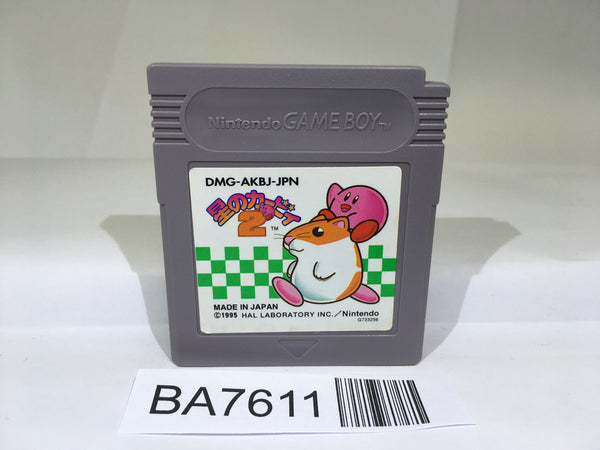 Nintendo GAME BOY TM
DMG-AKBJ-JPN
星のカービィ
2 TM
MADE IN JAPAN
©1995 HAL LABORATORY INC./Nintendo
G733256
BA7611